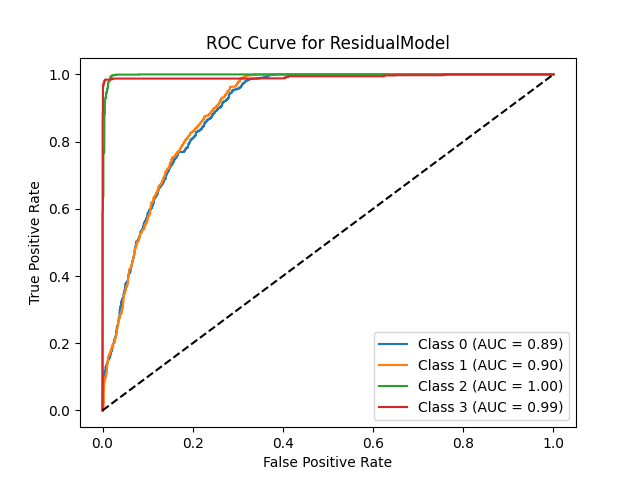 ROC Curve for ResidualModel
True Positive Rate
1.0
0.8
0.6
0.4
0.2
0.0
Class 0 (AUC = 0.89)
Class 1 (AUC = 0.90)
Class 2 (AUC = 1.00)
Class 3 (AUC = 0.99)
0.0 0.2 0.4 0.6 0.8 1.0
False Positive Rate